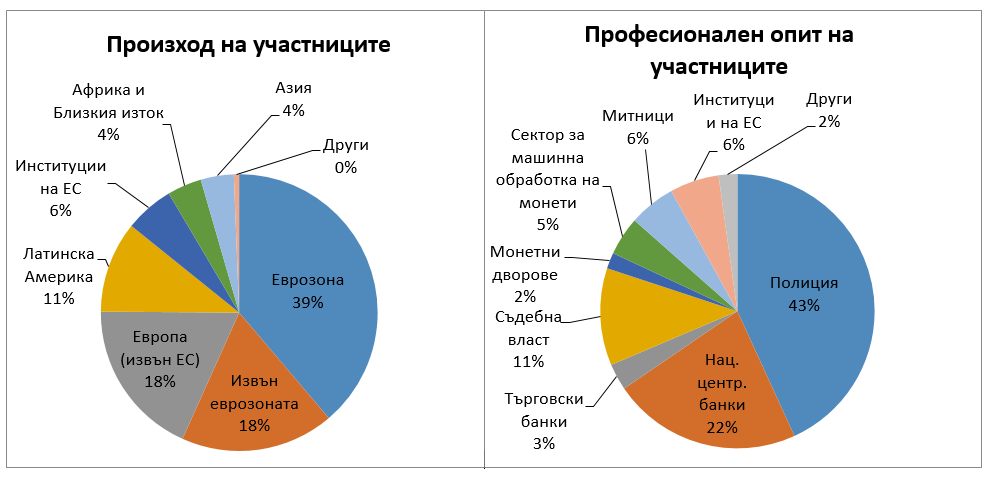 Произход на участниците
Африка и
Близкия изток
4%
Азия
4%
Други
0%
Институции
на ЕС
6%
Латинска
Америка
11%
Еврозона
39%
Европа
(извън ЕС)
18%
Извън
еврозоната
18%
Професионален опит на
участниците
Институци
и на ЕС
6%
Други
2%
Митници
6%
Сектор за
машинна
обработка на
монети
5%
Монетни
дворове
2%
Съдебна
власт
11%
Търговски
банки
3%
Полиция
43%
Нац.
центр.
банки
22%